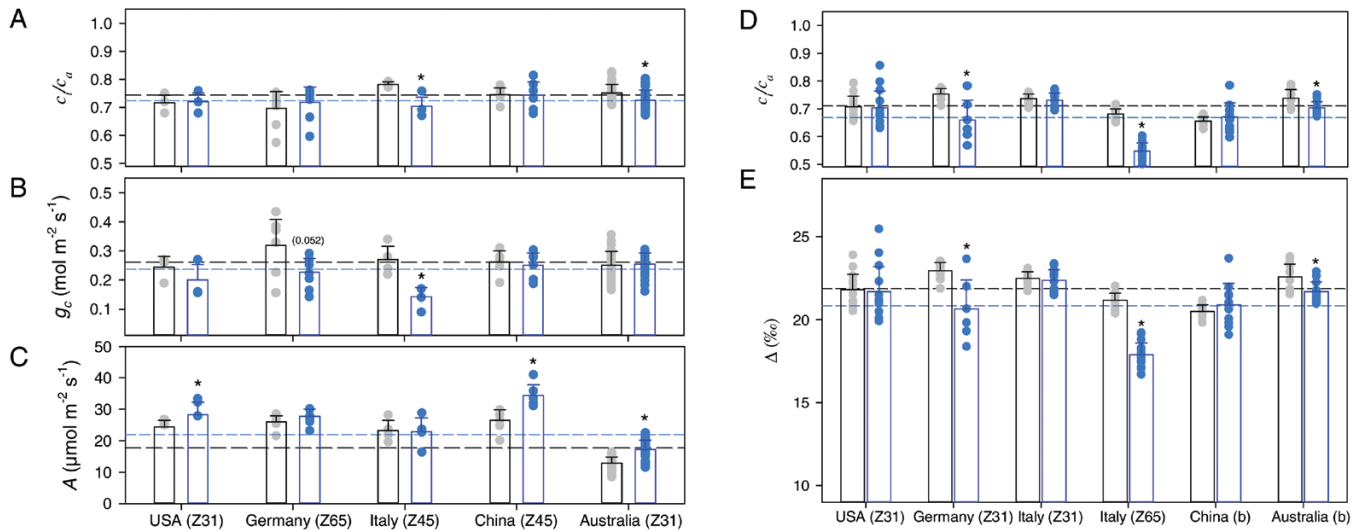 A
c_i/c_a
1.0
0.9
0.8
0.7
0.6
0.5
*
*
B
g_c (mol m⁻² s⁻¹)
0.5
0.4
0.3
0.2
0.1
(0.052)
*
C
A (µmol m⁻² s⁻¹)
50
40
30
20
10
0
*
*
*
USA (Z31)
Germany (Z65)
Italy (Z45)
China (Z45)
Australia (Z31)
D
c_i/c_a
1.0
0.9
0.8
0.7
0.6
0.5
*
*
*
E
Δ (‰)
25
20
15
10
*
*
*
USA (Z31)
Germany (Z31)
Italy (Z31)
Italy (Z65)
China (b)
Australia (b)